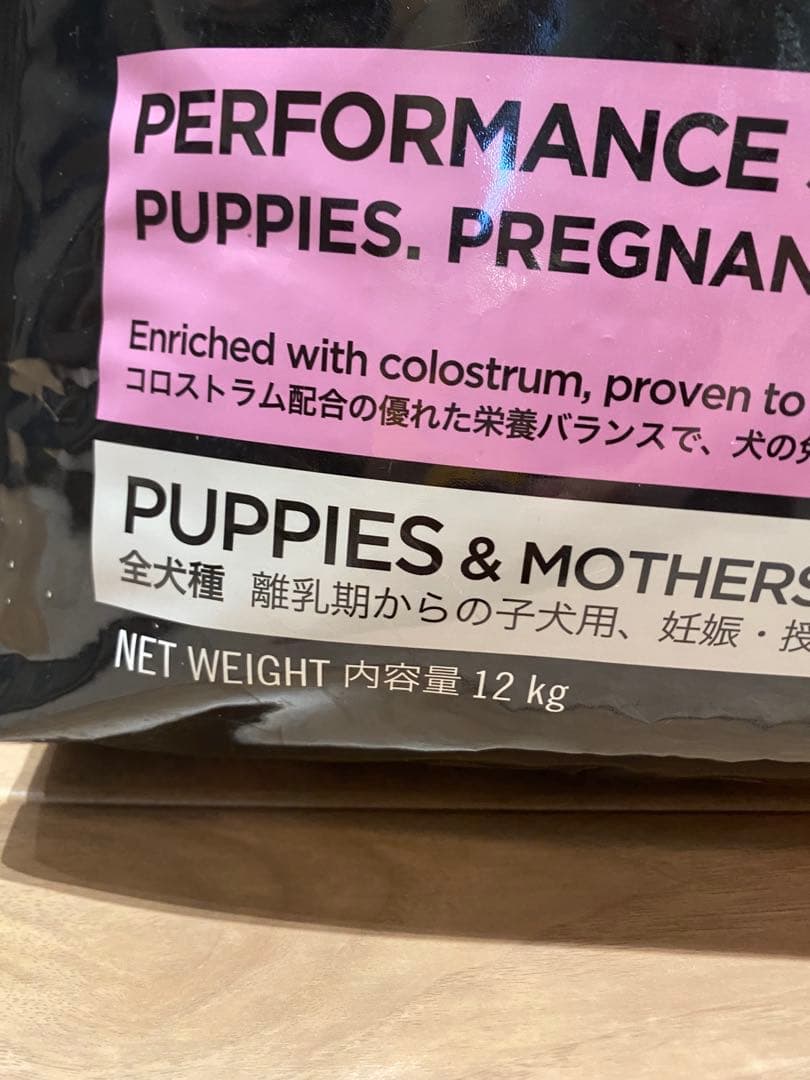 PERFORMANCE
PUPPIES. PREGNAN
Enriched with colostrum, proven to
コロストラム配合の優れた栄養バランスで、犬の免
PUPPIES & MOTHERS
全犬種 離乳期からの子犬用、妊娠・授
NET WEIGHT 内容量 12 kg